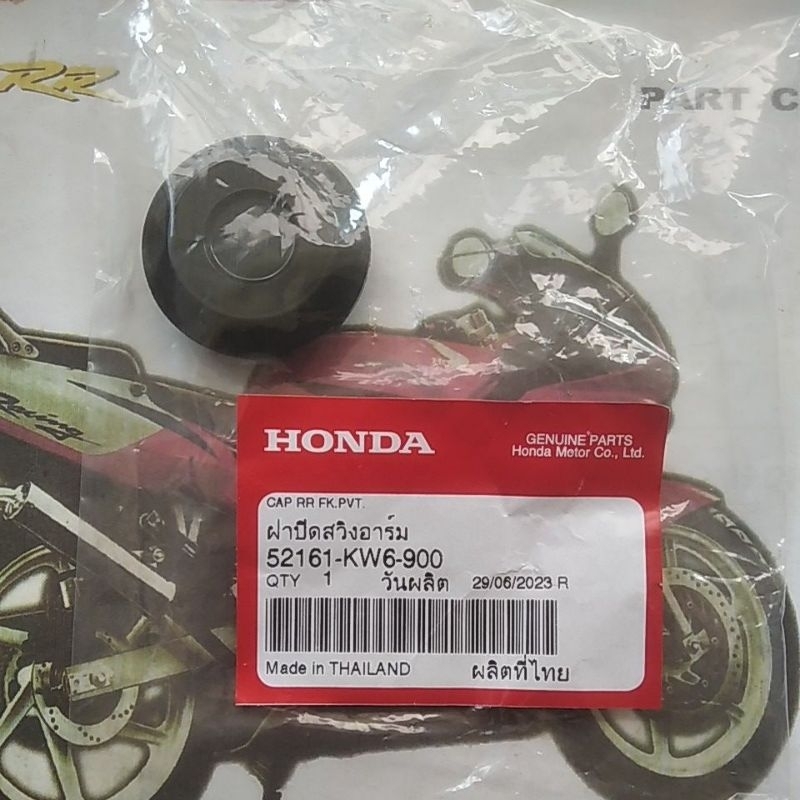 RR
PART C
Racing
HONDA
GENUINE PARTS
Honda Motor Co., Ltd.
CAP RR FK.PVT.
ฝาปิดสวิงอาร์ม
52161-KW6-900
QTY 1 วันผลิต 29/06/2023 R
Made in THAILAND ผลิตที่ไทย